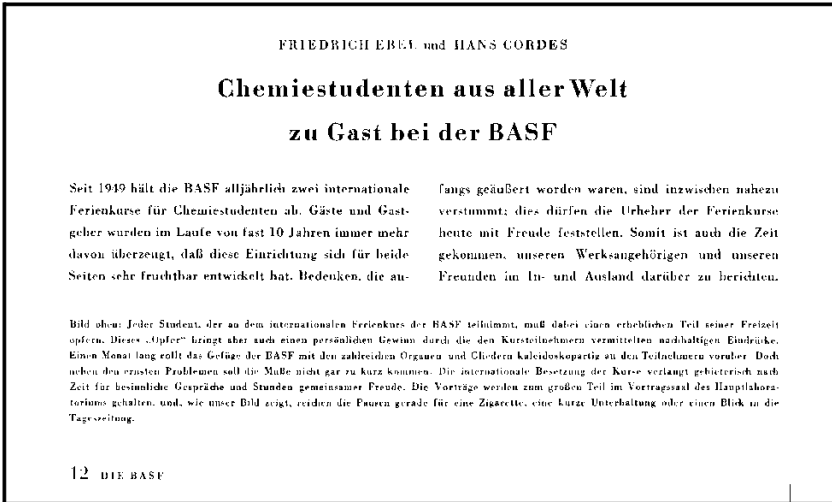 FRIEDRICH EBEL und HANS CORDES
Chemiestudenten aus aller Welt
zu Gast bei der BASF
Seit 1949 hält die BASF alljährlich zwei internationale
Ferienkurse für Chemiestudenten ab. Gäste und Gast-
geber wurden im Laufe von fast 10 Jahren immer mehr
davon überzeugt, daß diese Einrichtung sich für beide
Seiten sehr fruchtbar entwickelt hat. Bedenken, die an-
fangs geäußert worden waren, sind inzwischen nahezu
verstummt; dies dürfen die Urheber der Ferienkurse
heute mit Freude feststellen. Somit ist auch die Zeit
gekommen, unseren Werksangehörigen und unseren
Freunden im In- und Ausland darüber zu berichten.
Bild oben: Jeder Student, der an dem internationalen Ferienkurs der BASF teilnimmt, muß dabei einen erheblichen Teil seiner Freizeit
opfern. Dieses „Opfer“ bringt aber auch einen persönlichen Gewinn durch die den Kursteilnehmern vermittelten nachhaltigen Eindrücke.
Einen Monat lang rollt das Gefüge der BASF mit den zahlreichen Organen und Gliedern kaleidoskopartig an den Teilnehmern vorüber. Doch
neben den ernsten Problemen soll die Muße nicht gar zu kurz kommen. Die internationale Besetzung der Kurse verlangt gebieterisch nach
Zeit für besinnliche Gespräche und Stunden gemeinsamer Freude. Die Vorträge werden zum großen Teil im Vortragssaal des Hauptlabora-
toriums gehalten, und, wie unser Bild zeigt, reichen die Pausen gerade für eine Zigarette, eine kurze Unterhaltung oder einen Blick in die
Tageszeitung.
12 DIE BASF